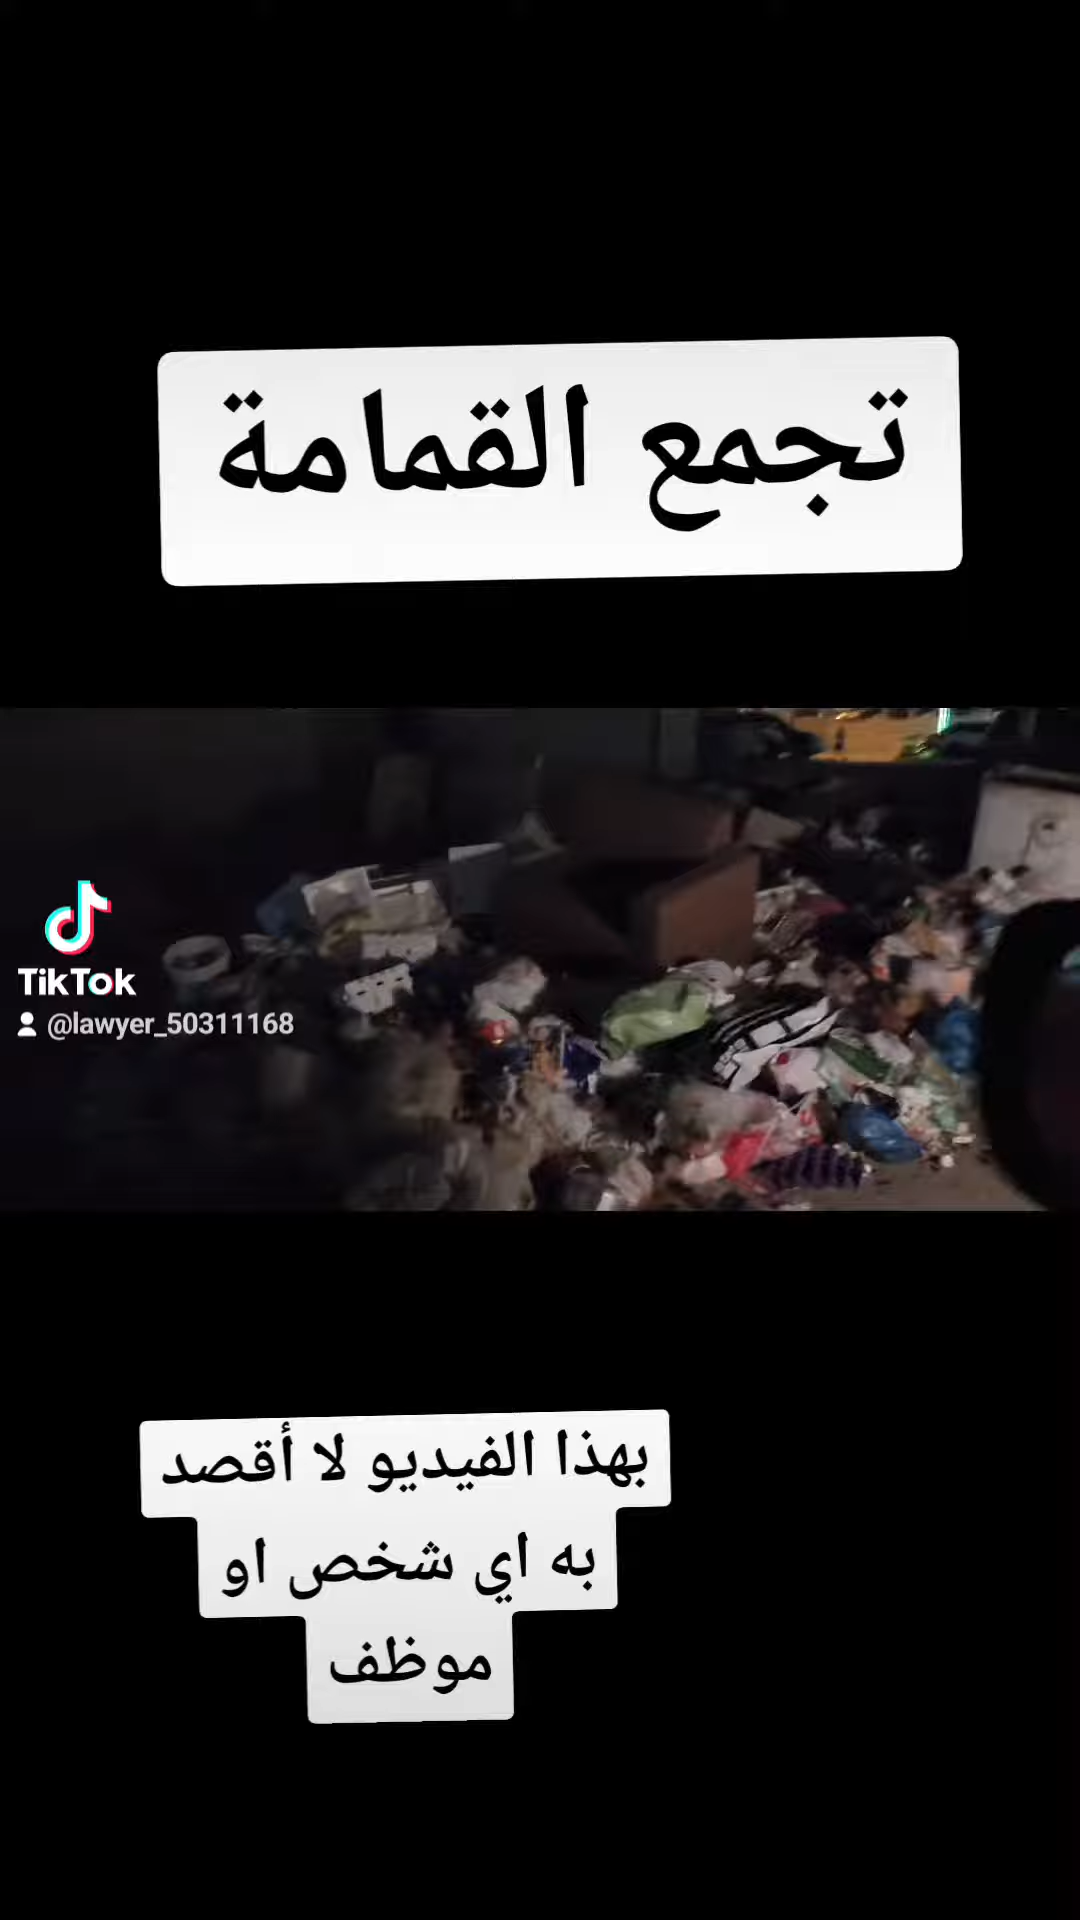 تجمع القمامة
TikTok
@lawyer_50311168
بهذا الفيديو لا أقصد
به اي شخص او
موظف